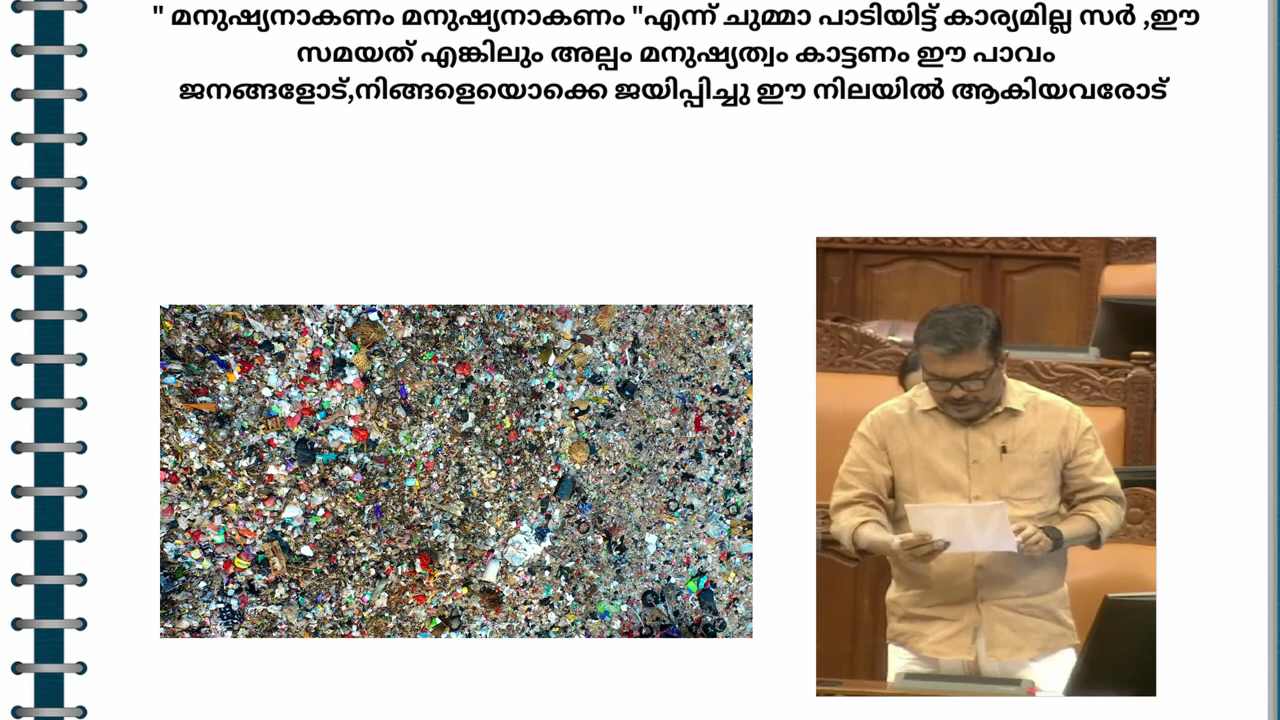 " മനുഷ്യനാകണം മനുഷ്യനാകണം "എന്ന് ചുമ്മാ പാടിയിട്ട് കാര്യമില്ല സർ ,ഈ
സമയത് എങ്കിലും അല്പം മനുഷ്യത്വം കാട്ടണം ഈ പാവം
ജനങ്ങളോട്,നിങ്ങളെയൊക്കെ ജയിപ്പിച്ചു ഈ നിലയിൽ ആകിയവരോട്
TV